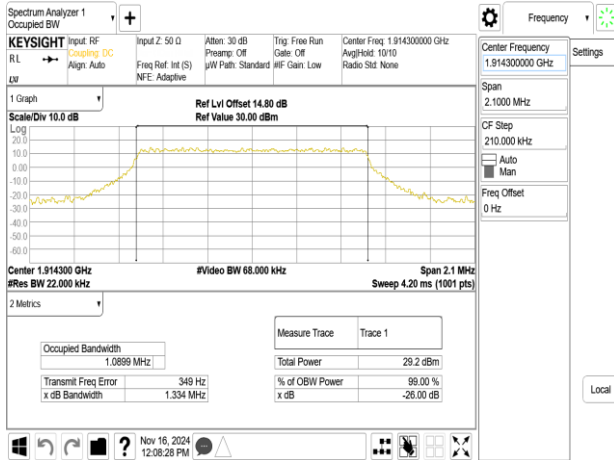 Spectrum Analyzer 1
Occupied BW
Frequency
Settings
KEYSIGHT
RL
LXI
Input: RF
Coupling: DC
Align: Auto
Input Z: 50 Ω
Freq Ref: Int (S)
NFE: Adaptive
Atten: 30 dB
Preamp: Off
µW Path: Standard
Trig: Free Run
Gate: Off
#IF Gain: Low
Center Freq: 1.914300000 GHz
Avg|Hold: 10/10
Radio Std: None
Center Frequency
1.914300000 GHz
Span
2.1000 MHz
CF Step
210.000 kHz
Auto
Man
Freq Offset
0 Hz
Local
1 Graph
Scale/Div 10.0 dB
Ref Lvl Offset 14.80 dB
Ref Value 30.00 dBm
Log
20.0
10.0
0.00
-10.0
-20.0
-30.0
-40.0
-50.0
-60.0
Center 1.914300 GHz
#Video BW 68.000 kHz
Span 2.1 MHz
#Res BW 22.000 kHz
Sweep 4.20 ms (1001 pts)
2 Metrics
Occupied Bandwidth
1.0899 MHz
Transmit Freq Error 349 Hz
x dB Bandwidth 1.334 MHz
Measure Trace Trace 1
Total Power 29.2 dBm
% of OBW Power 99.00 %
x dB -26.00 dB
Nov 16, 2024
12:08:28 PM